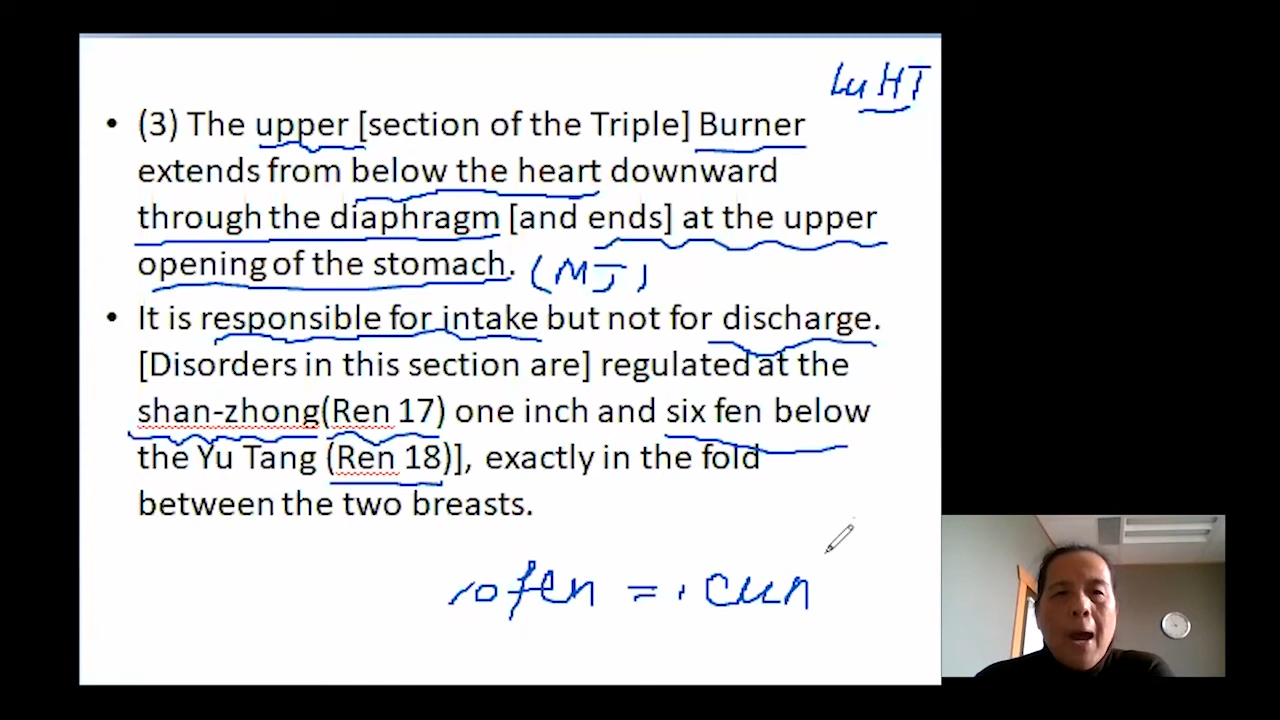 Lu HT
• (3) The upper [section of the Triple] Burner
extends from below the heart downward
through the diaphragm [and ends] at the upper
opening of the stomach. (MJ)
• It is responsible for intake but not for discharge.
[Disorders in this section are] regulated at the
shan-zhong(Ren 17) one inch and six fen below
the Yu Tang (Ren 18)], exactly in the fold
between the two breasts.
10 fen = 1 cun